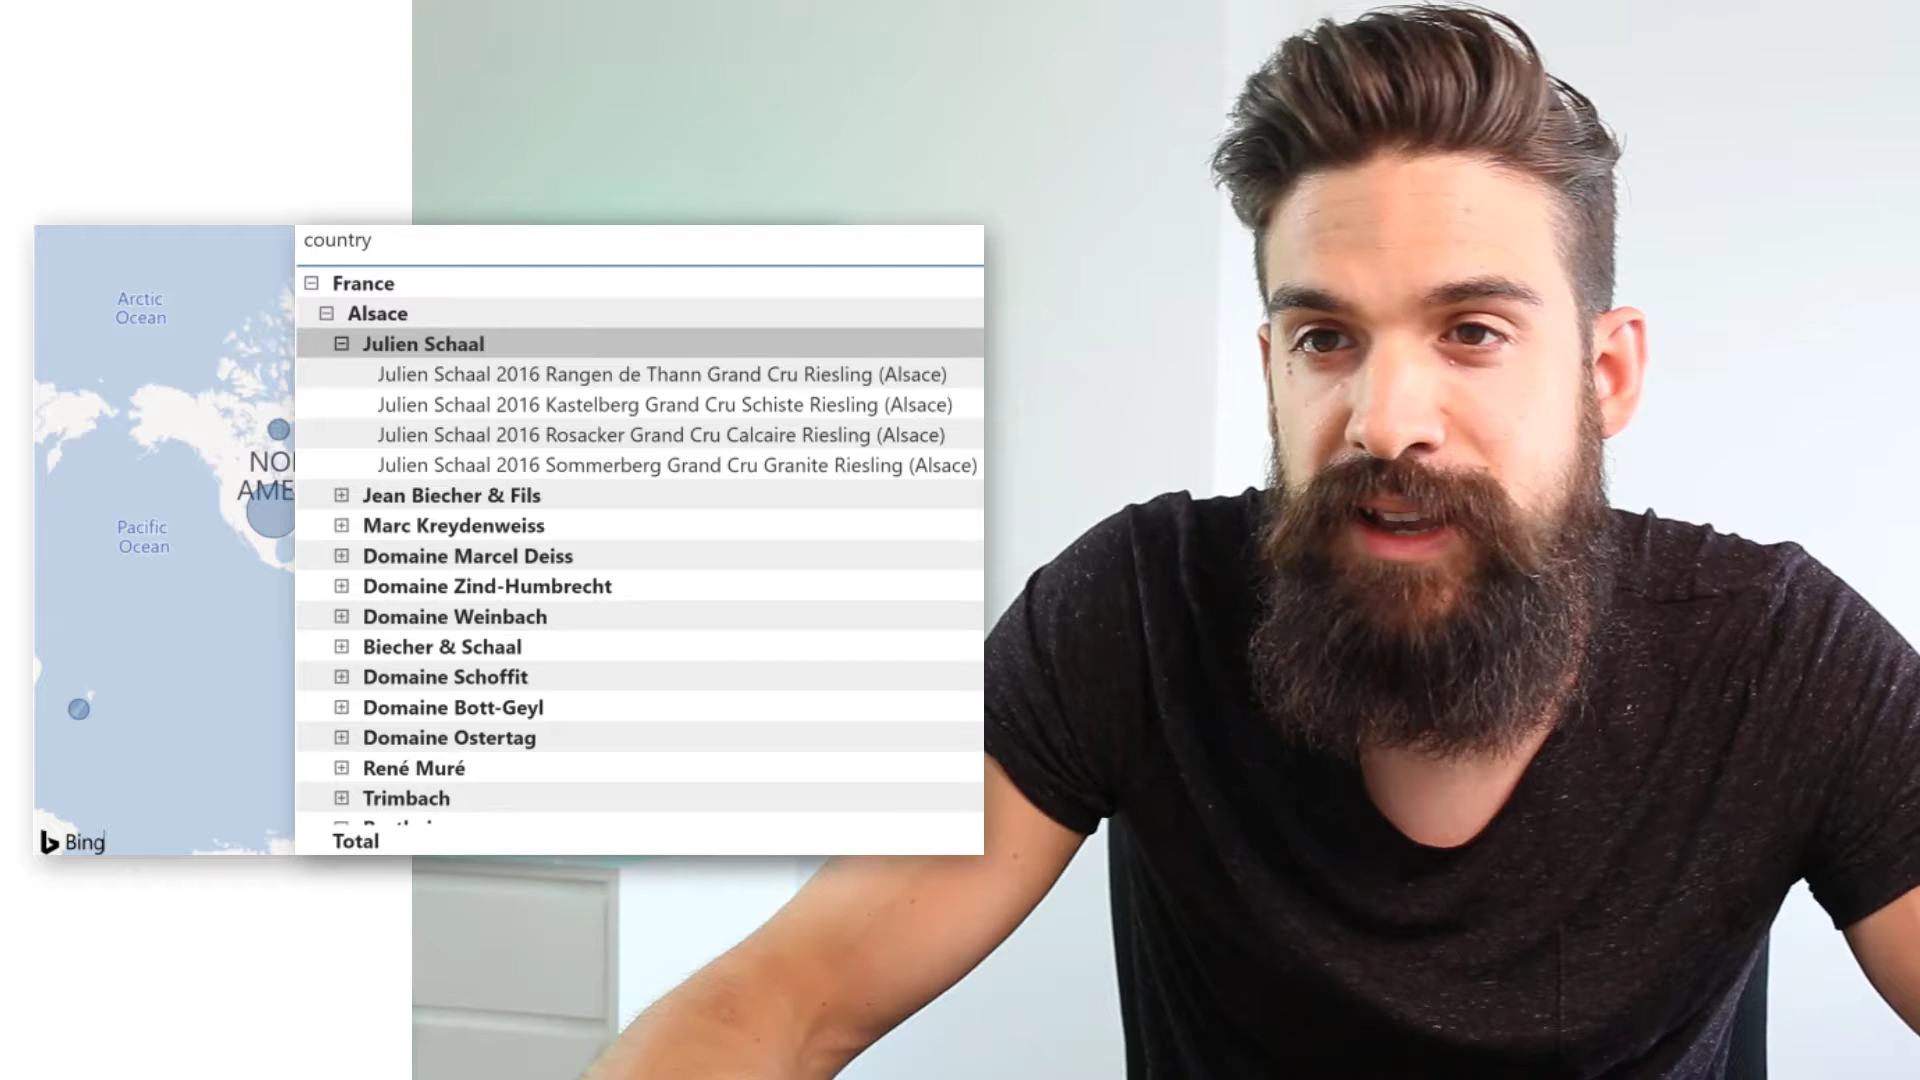 Arctic
Ocean
Pacific
Ocean
Bing
country
France
Alsace
Julien Schaal
Julien Schaal 2016 Rangen de Thann Grand Cru Riesling (Alsace)
Julien Schaal 2016 Kastelberg Grand Cru Schiste Riesling (Alsace)
Julien Schaal 2016 Rosacker Grand Cru Calcaire Riesling (Alsace)
Julien Schaal 2016 Sommerberg Grand Cru Granite Riesling (Alsace)
Jean Biecher & Fils
Marc Kreydenweiss
Domaine Marcel Deiss
Domaine Zind-Humbrecht
Domaine Weinbach
Biecher & Schaal
Domaine Schoffit
Domaine Bott-Geyl
Domaine Ostertag
René Muré
Trimbach
Total